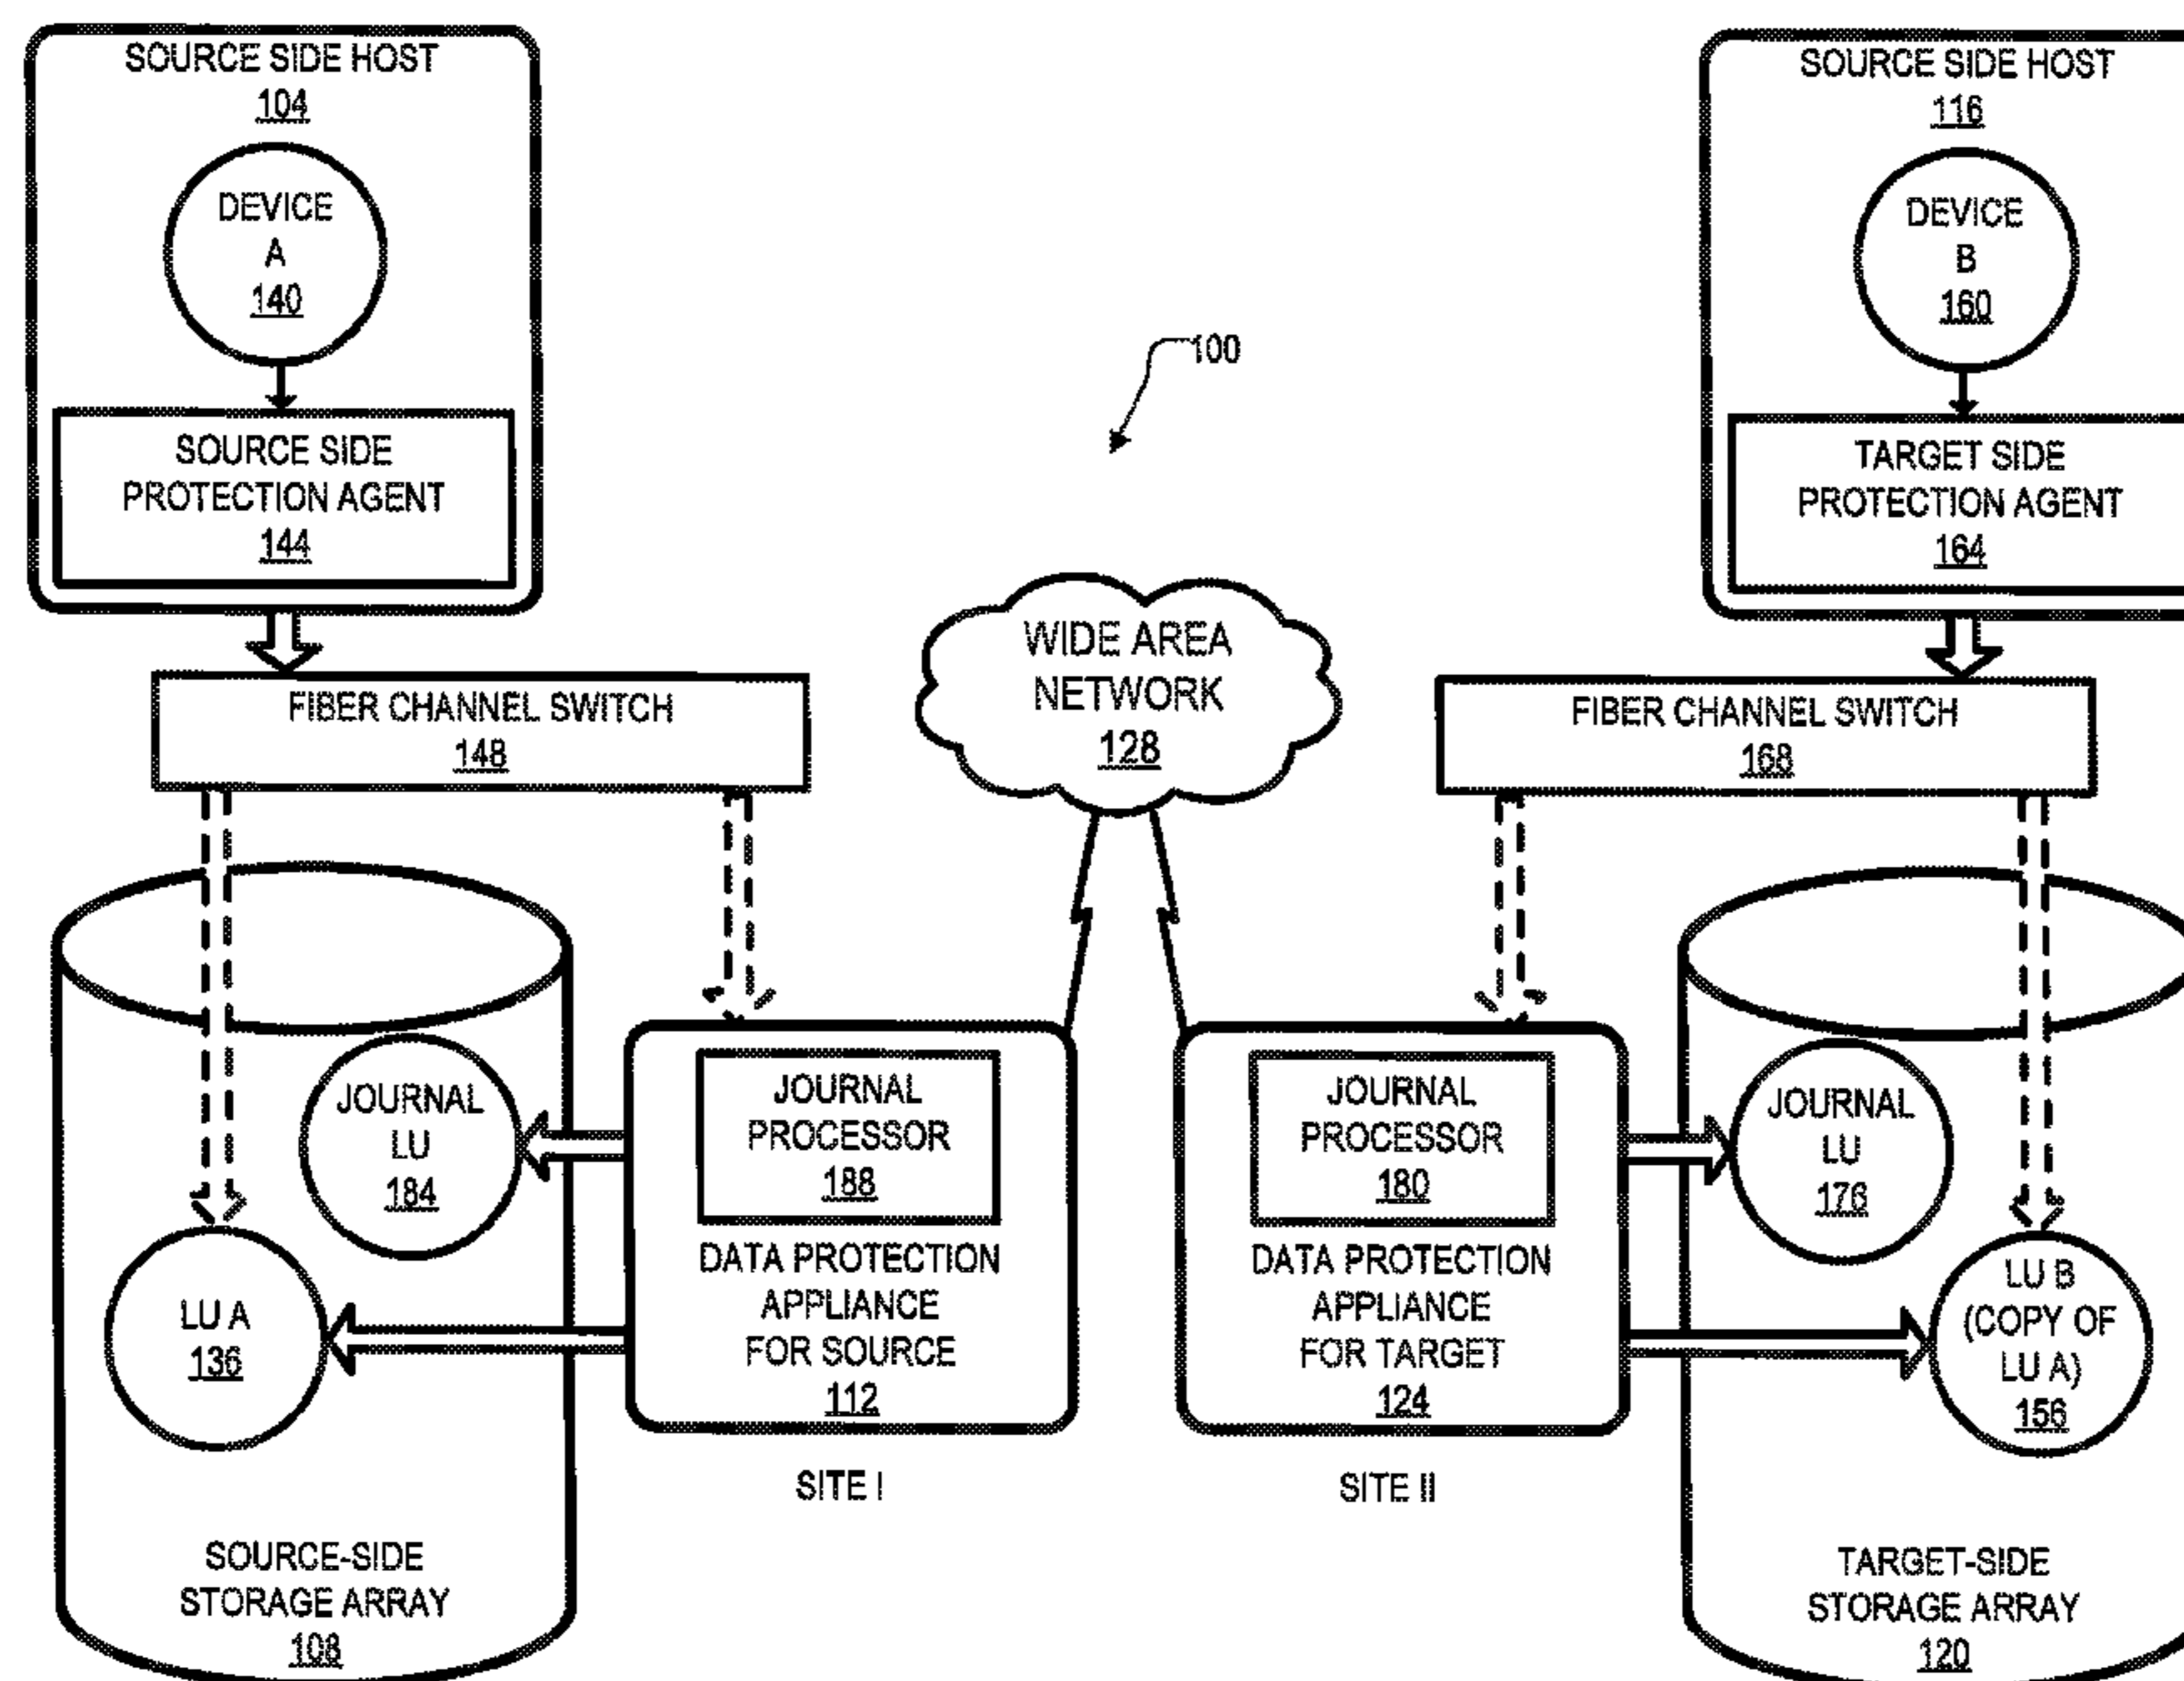 SOURCE SIDE HOST
104
DEVICE
A
140
SOURCE SIDE
PROTECTION AGENT
144
FIBER CHANNEL SWITCH
148
100
WIDE AREA
NETWORK
128
SOURCE SIDE HOST
116
DEVICE
B
160
TARGET SIDE
PROTECTION AGENT
164
FIBER CHANNEL SWITCH
168
JOURNAL
LU
184
LU A
136
SOURCE-SIDE
STORAGE ARRAY
108
JOURNAL
PROCESSOR
188
DATA PROTECTION
APPLIANCE
FOR SOURCE
112
SITE I
JOURNAL
PROCESSOR
180
DATA PROTECTION
APPLIANCE
FOR TARGET
124
SITE II
JOURNAL
LU
176
LU B
(COPY OF
LU A)
156
TARGET-SIDE
STORAGE ARRAY
120